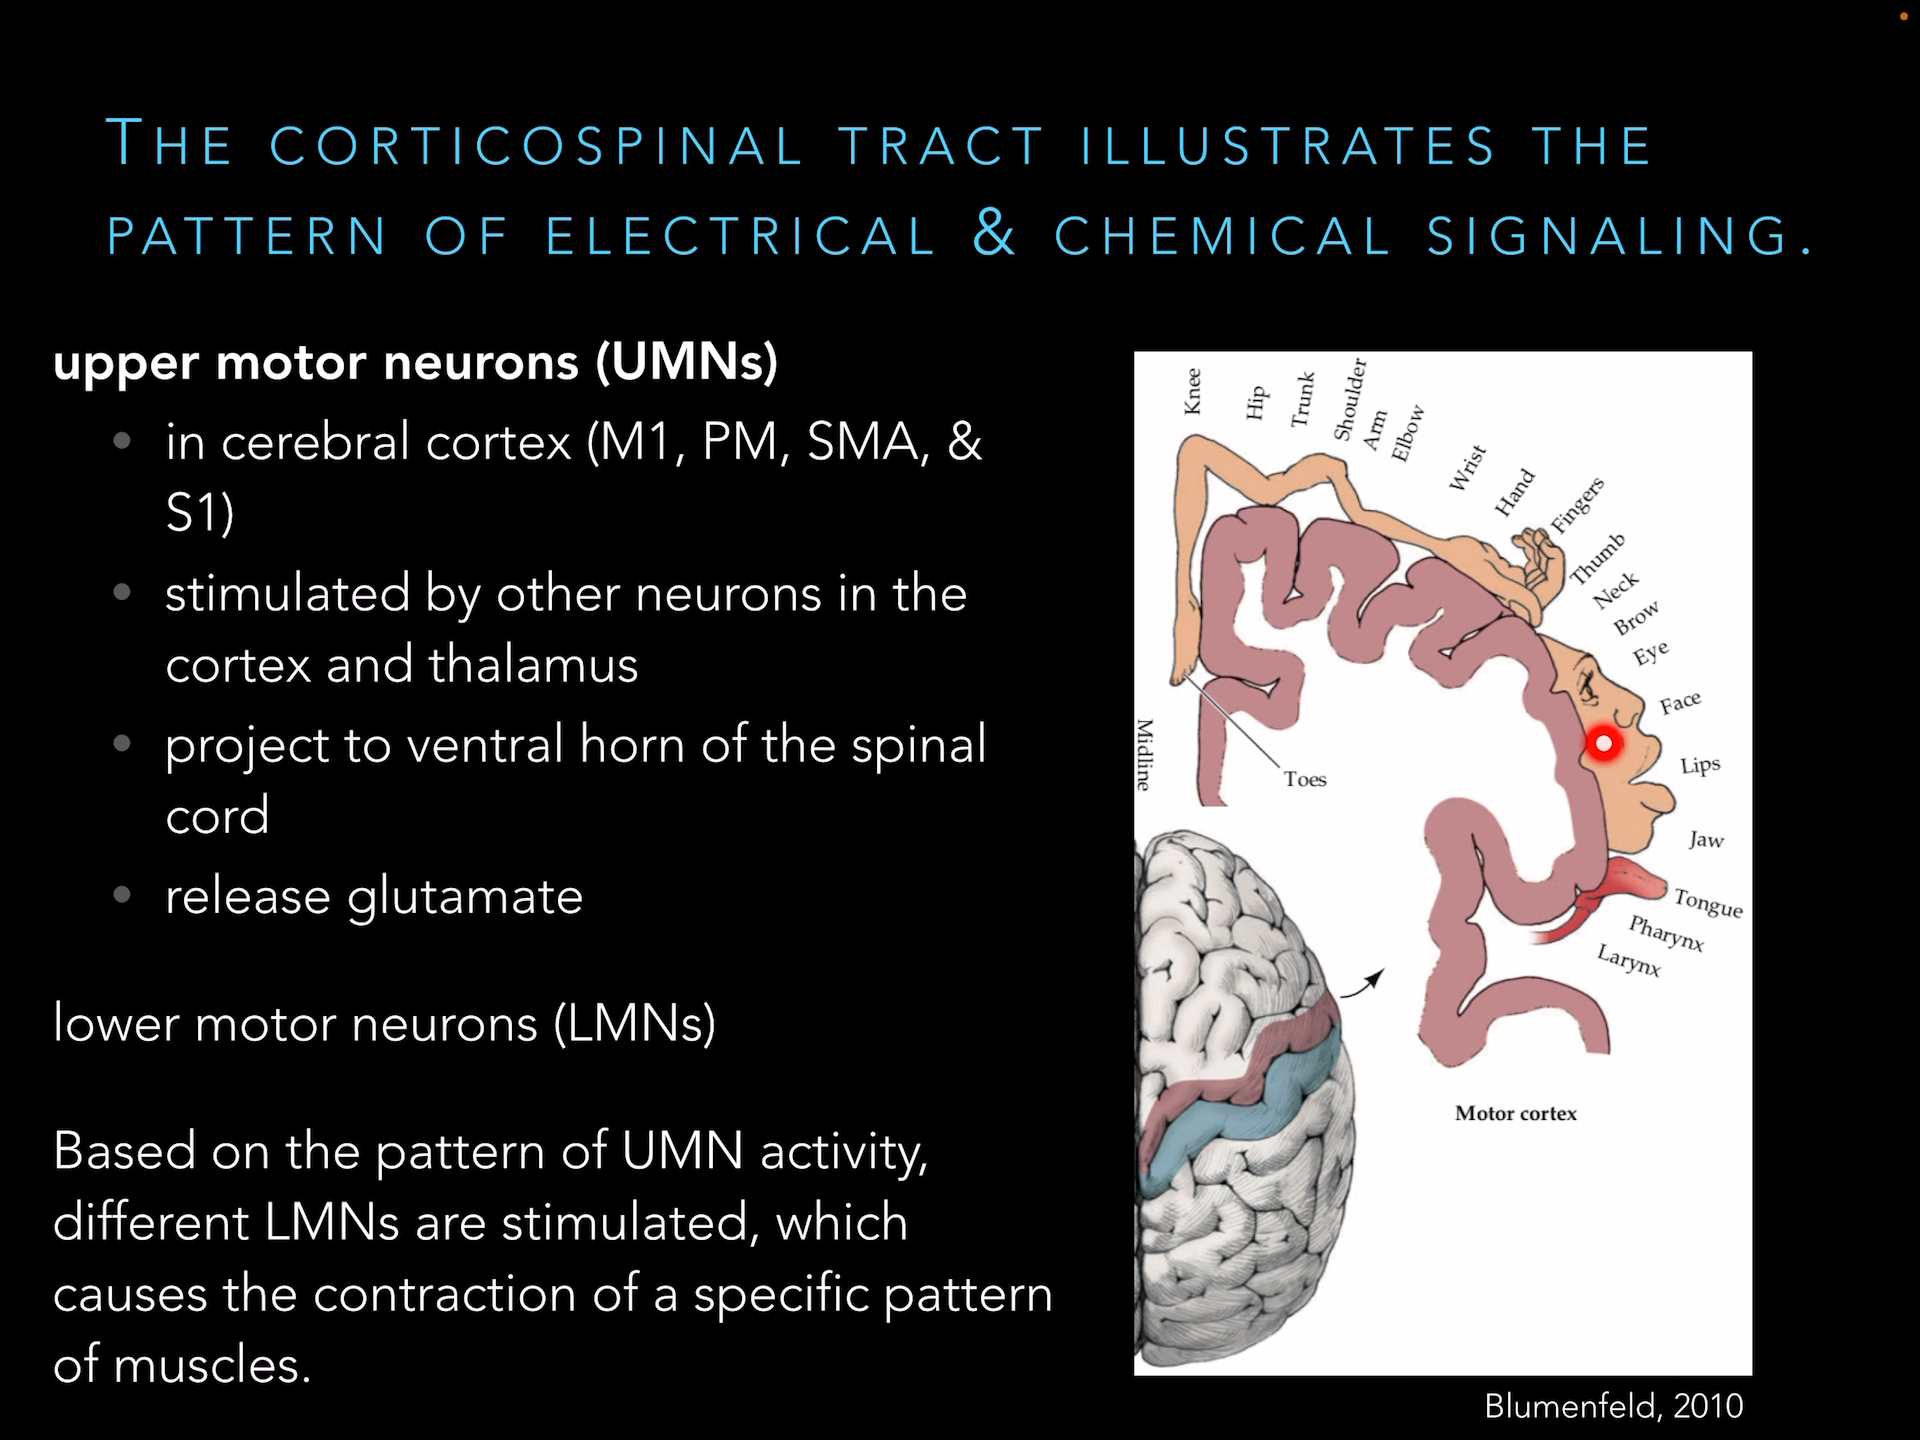 THE CORTICOSPINAL TRACT ILLUSTRATES THE
PATTERN OF ELECTRICAL & CHEMICAL SIGNALING.
upper motor neurons (UMNs)
• in cerebral cortex (M1, PM, SMA, &
S1)
• stimulated by other neurons in the
cortex and thalamus
• project to ventral horn of the spinal
cord
• release glutamate
lower motor neurons (LMNs)
Based on the pattern of UMN activity,
different LMNs are stimulated, which
causes the contraction of a specific pattern
of muscles.
Knee
Hip
Trunk
Shoulder
Arm
Elbow
Wrist
Hand
Fingers
Thumb
Neck
Brow
Eye
Face
Lips
Jaw
Tongue
Pharynx
Larynx
Toes
Midline
Motor cortex
Blumenfeld, 2010